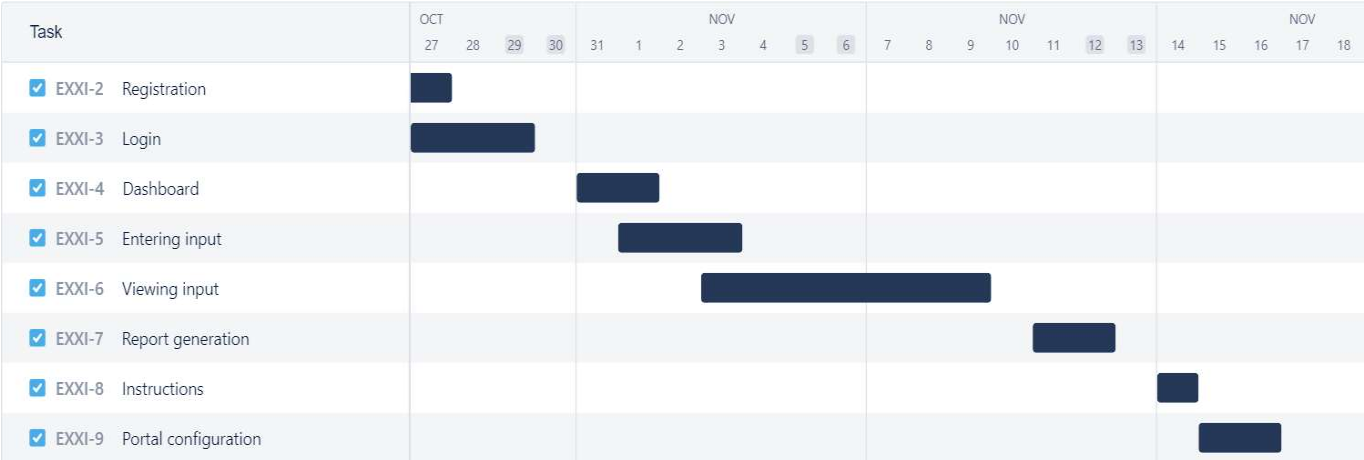 Task
OCT NOV NOV NOV
27 28 29 30 31 1 2 3 4 5 6 7 8 9 10 11 12 13 14 15 16 17 18
EXXI-2 Registration
EXXI-3 Login
EXXI-4 Dashboard
EXXI-5 Entering input
EXXI-6 Viewing input
EXXI-7 Report generation
EXXI-8 Instructions
EXXI-9 Portal configuration